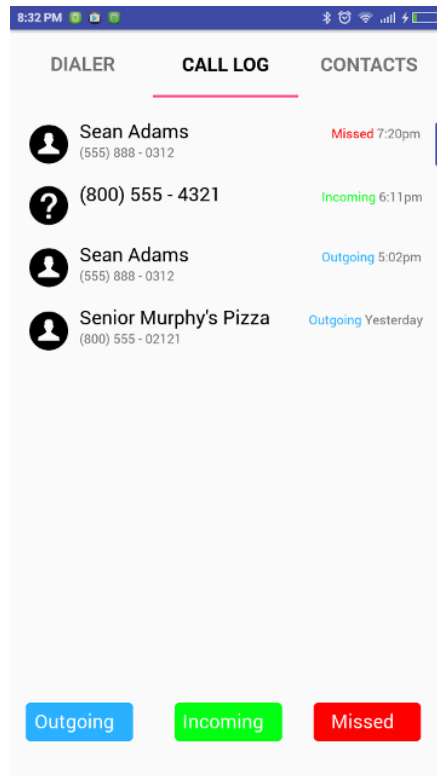 8:32 PM
DIALER CALL LOG CONTACTS
Sean Adams
(555) 888 - 0312
Missed 7:20pm
(800) 555 - 4321
Incoming 6:11pm
Sean Adams
(555) 888 - 0312
Outgoing 5:02pm
Senior Murphy's Pizza
(800) 555 - 02121
Outgoing Yesterday
Outgoing Incoming Missed